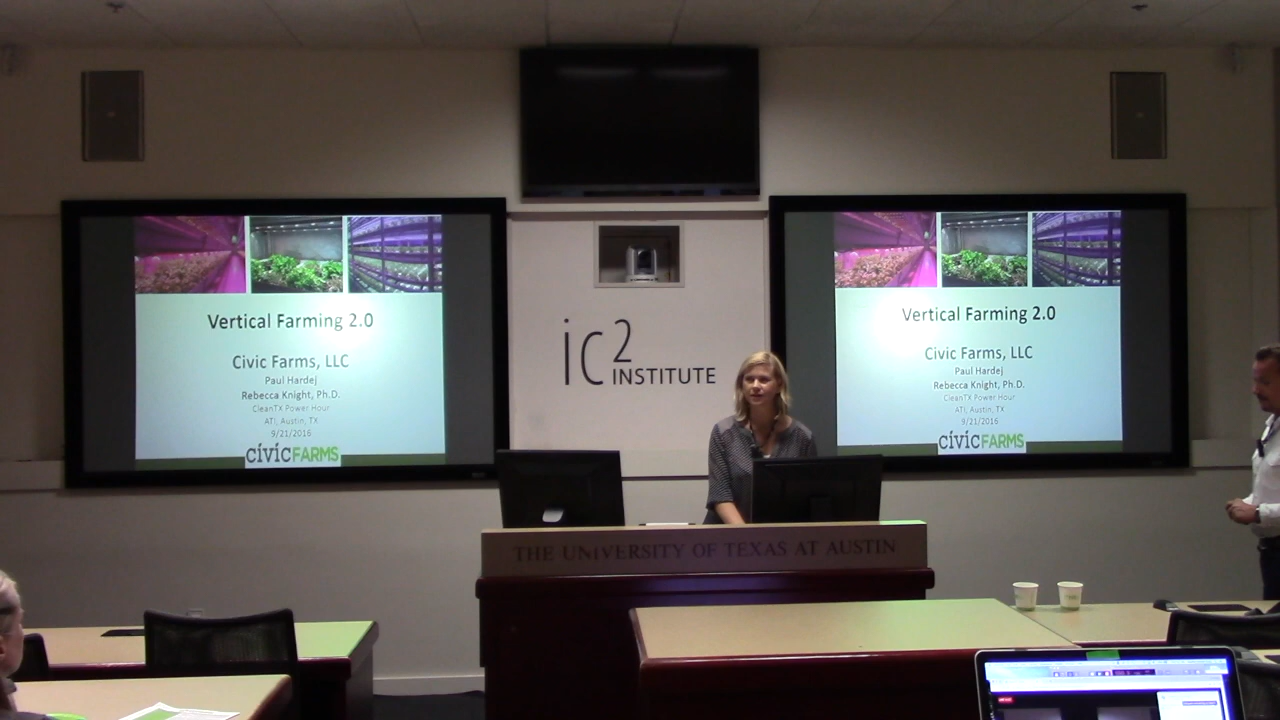 Vertical Farming 2.0
Civic Farms, LLC
Paul Hardej
Rebecca Knight, Ph.D.
CleanTX Power Hour
ATI, Austin, TX
9/21/2016
civicFARMS
ic2
INSTITUTE
Vertical Farming 2.0
Civic Farms, LLC
Paul Hardej
Rebecca Knight, Ph.D.
CleanTX Power Hour
ATI, Austin, TX
9/21/2016
civicFARMS
THE UNIVERSITY OF TEXAS AT AUSTIN